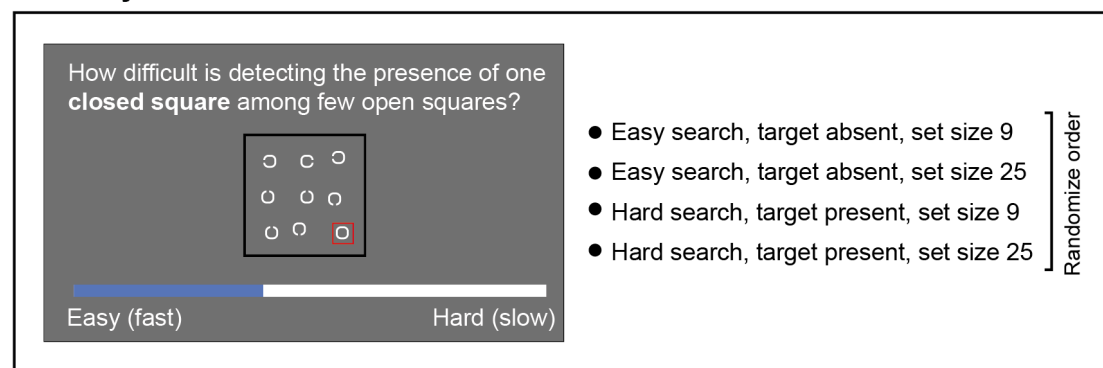 How difficult is detecting the presence of one
closed square among few open squares?
Easy (fast)
Hard (slow)
● Easy search, target absent, set size 9
● Easy search, target absent, set size 25
● Hard search, target present, set size 9
● Hard search, target present, set size 25
Randomize order